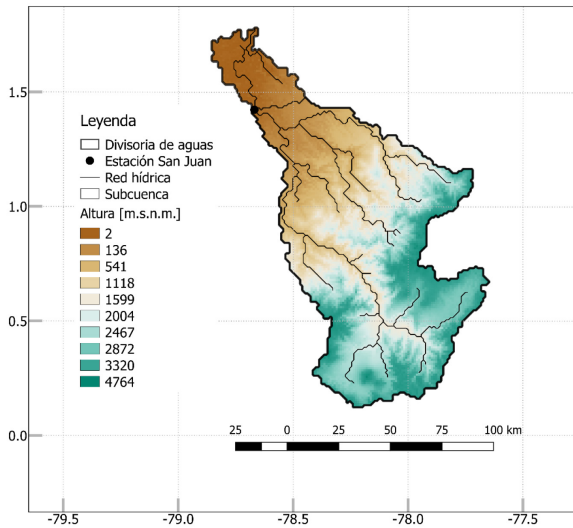 1.5
1.0
0.5
0.0
Leyenda
Divisoria de aguas
Estación San Juan
Red hídrica
Subcuenca
Altura [m.s.n.m.]
2
136
541
1118
1599
2004
2467
2872
3320
4764
25 0 25 50 75 100 km
-79.5 -79.0 -78.5 -78.0 -77.5